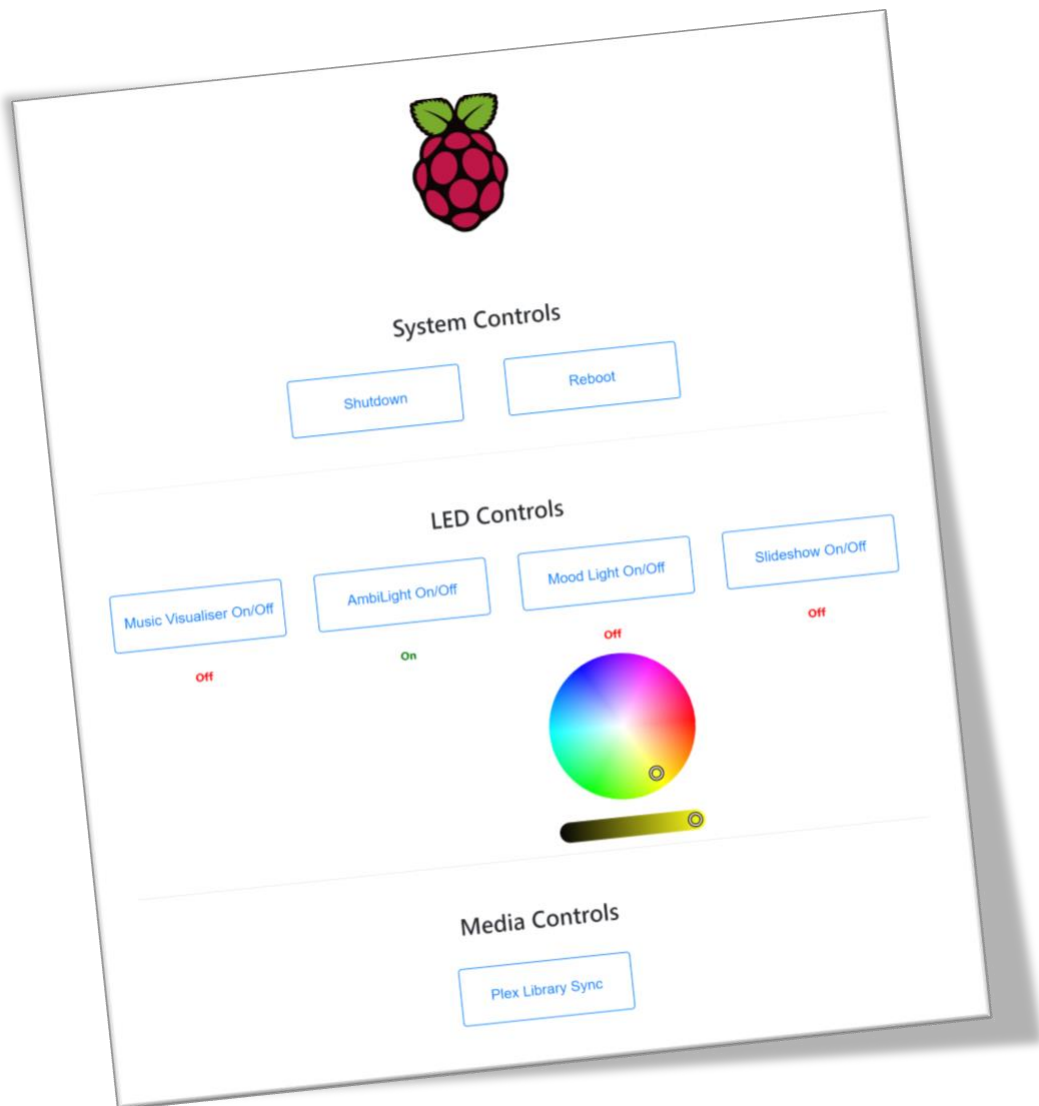 System Controls
Shutdown
Reboot
LED Controls
Music Visualiser On/Off
AmbiLight On/Off
Mood Light On/Off
Slideshow On/Off
Off
On
Off
Off
Media Controls
Plex Library Sync